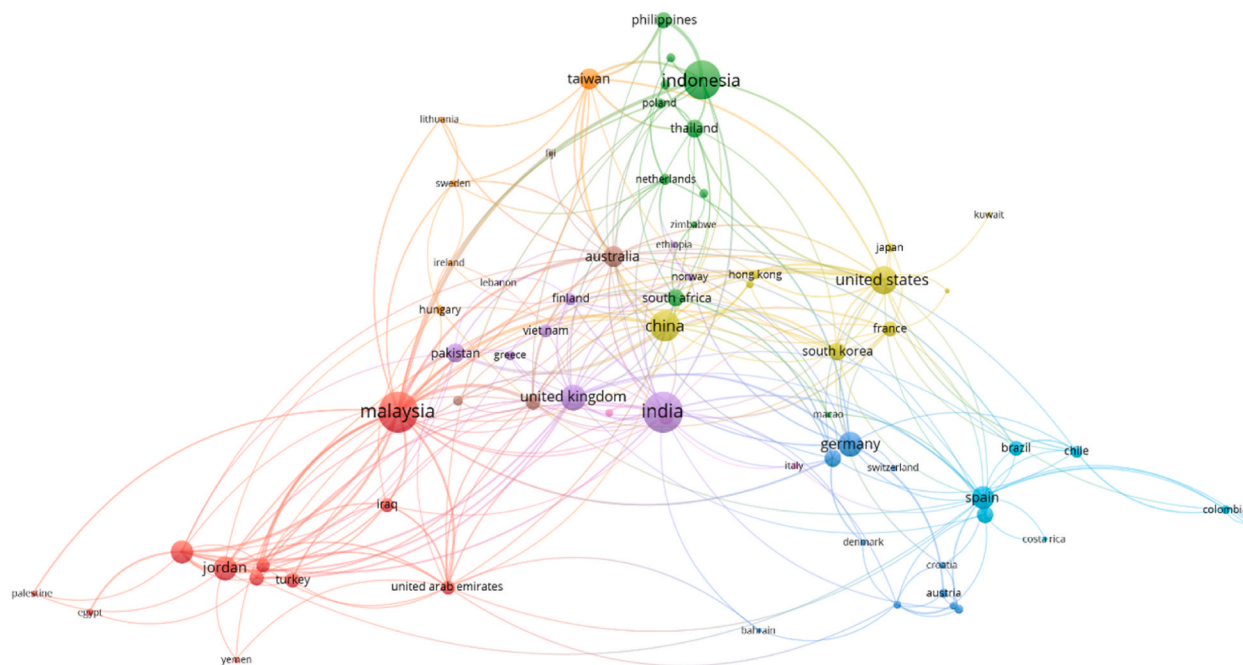 philippines
taiwan
indonesia
poland
lithuania
thailand
fiji
sweden
netherlands
kuwait
zimbabwe
ethiopia
japan
australia
ireland
lebanon
norway
hong kong
united states
finland
south africa
hungary
china
viet nam
france
pakistan
greece
south korea
united kingdom
malaysia
india
macao
germany
brazil
chile
italy
switzerland
spain
iraq
colombia
costa rica
denmark
jordan
croatia
turkey
united arab emirates
austria
palestine
egypt
bahrain
yemen